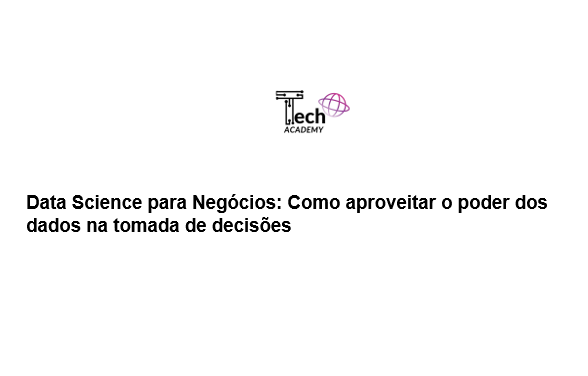 Tech
ACADEMY
Data Science para Negócios: Como aproveitar o poder dos
dados na tomada de decisões